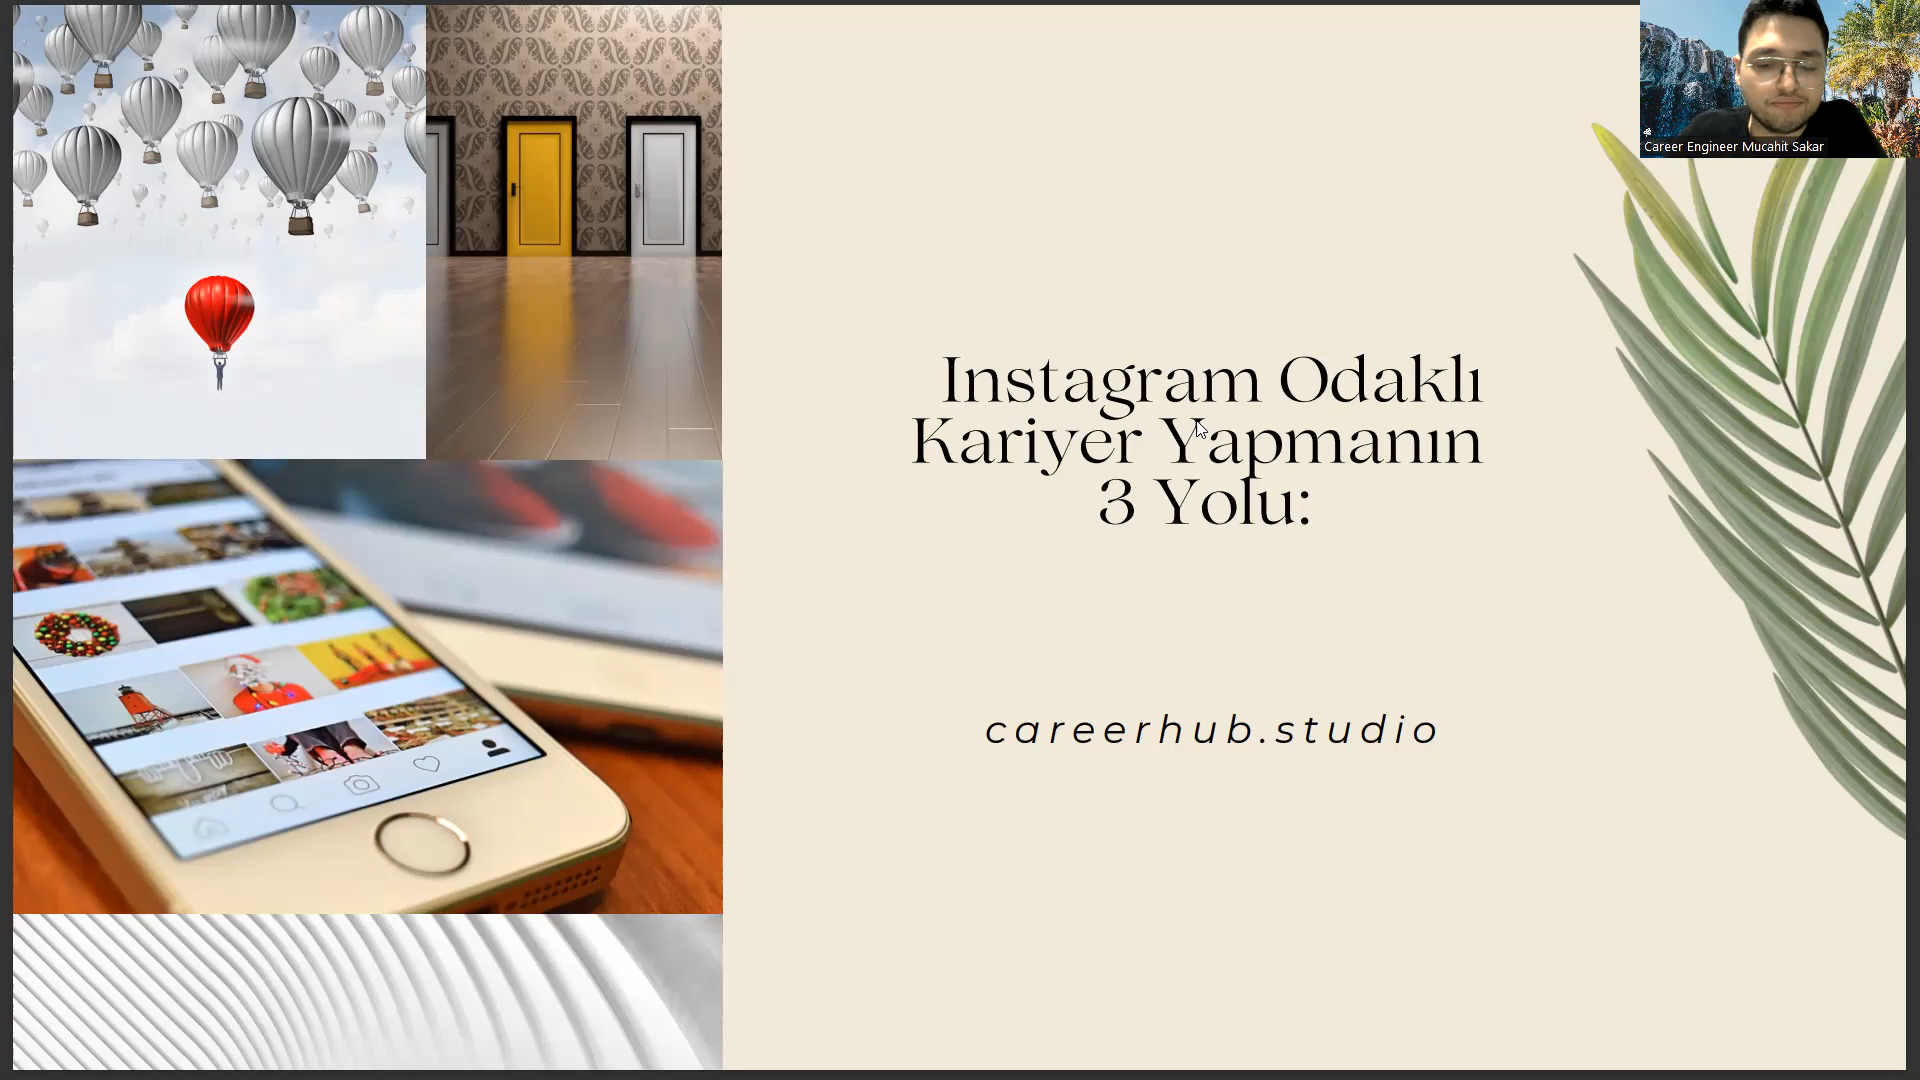 Career Engineer Mucahit Sakar
Instagram Odaklı
Kariyer Yapmanın
3 Yolu:
careerhub.studio